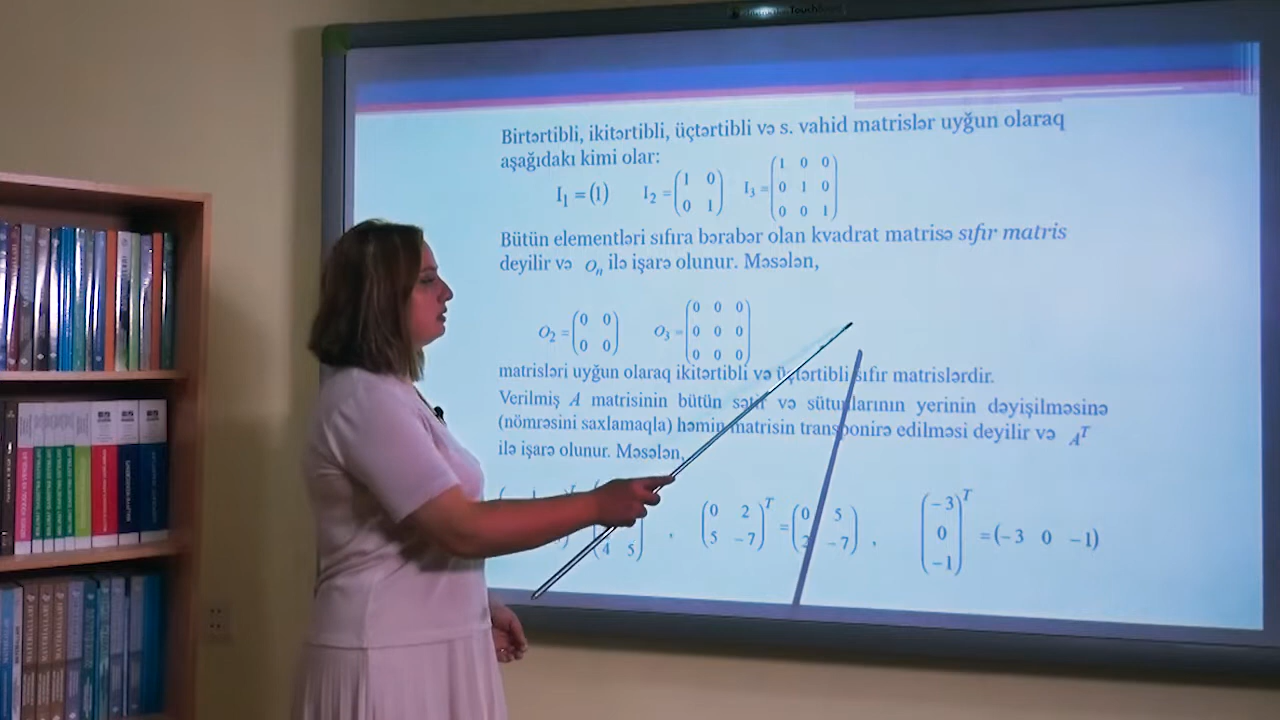 Birtərtibli, ikitərtibli, üçtərtibli və s. vahid matrislər uyğun olaraq
aşağıdakı kimi olar:
I₁ = (1) I₂ = (1 0; 0 1) I₃ = (1 0 0; 0 1 0; 0 0 1)
Bütün elementləri sıfıra bərabər olan kvadrat matrisə sıfır matris
deyilir və Oₙ ilə işarə olunur. Məsələn,
O₂ = (0 0; 0 0) O₃ = (0 0 0; 0 0 0; 0 0 0)
matrisləri uyğun olaraq ikitərtibli və üçtərtibli sıfır matrislərdir.
Verilmiş A matrisinin bütün sətir və sütunlarının yerinin dəyişilməsinə
(nömrəsini saxlamaqla) həmin matrisin transponirə edilməsi deyilir və Aᵀ
ilə işarə olunur. Məsələn,
4 5 , (0 2; 5 -7)ᵀ = (0 5; 2 -7) , (-3; 0; -1)ᵀ = (-3 0 -1)